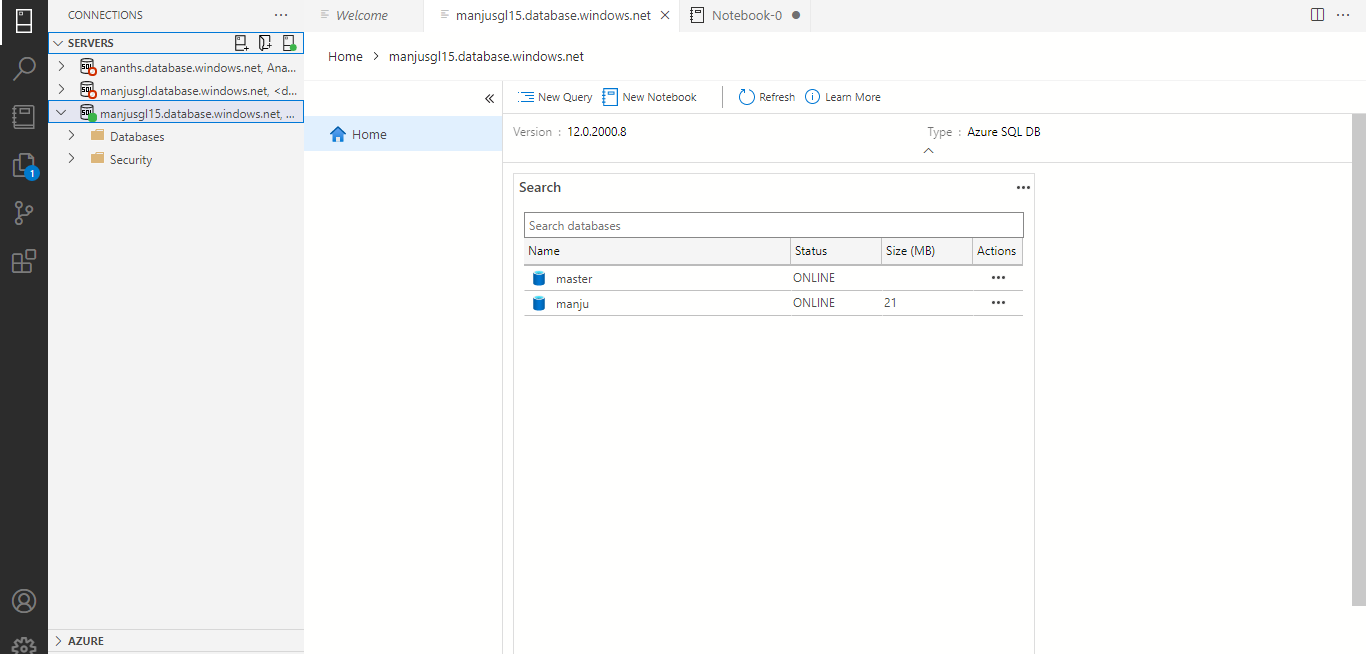 CONNECTIONS ...
SERVERS
ananths.database.windows.net, Ana...
manjusgl.database.windows.net, <d...
manjusgl15.database.windows.net, ...
Databases
Security
AZURE
1
Welcome
manjusgl15.database.windows.net
Notebook-0
Home > manjusgl15.database.windows.net
Home
New Query New Notebook Refresh Learn More
Version : 12.0.2000.8 Type : Azure SQL DB
Search
Search databases
Name Status Size (MB) Actions
master ONLINE
manju ONLINE 21